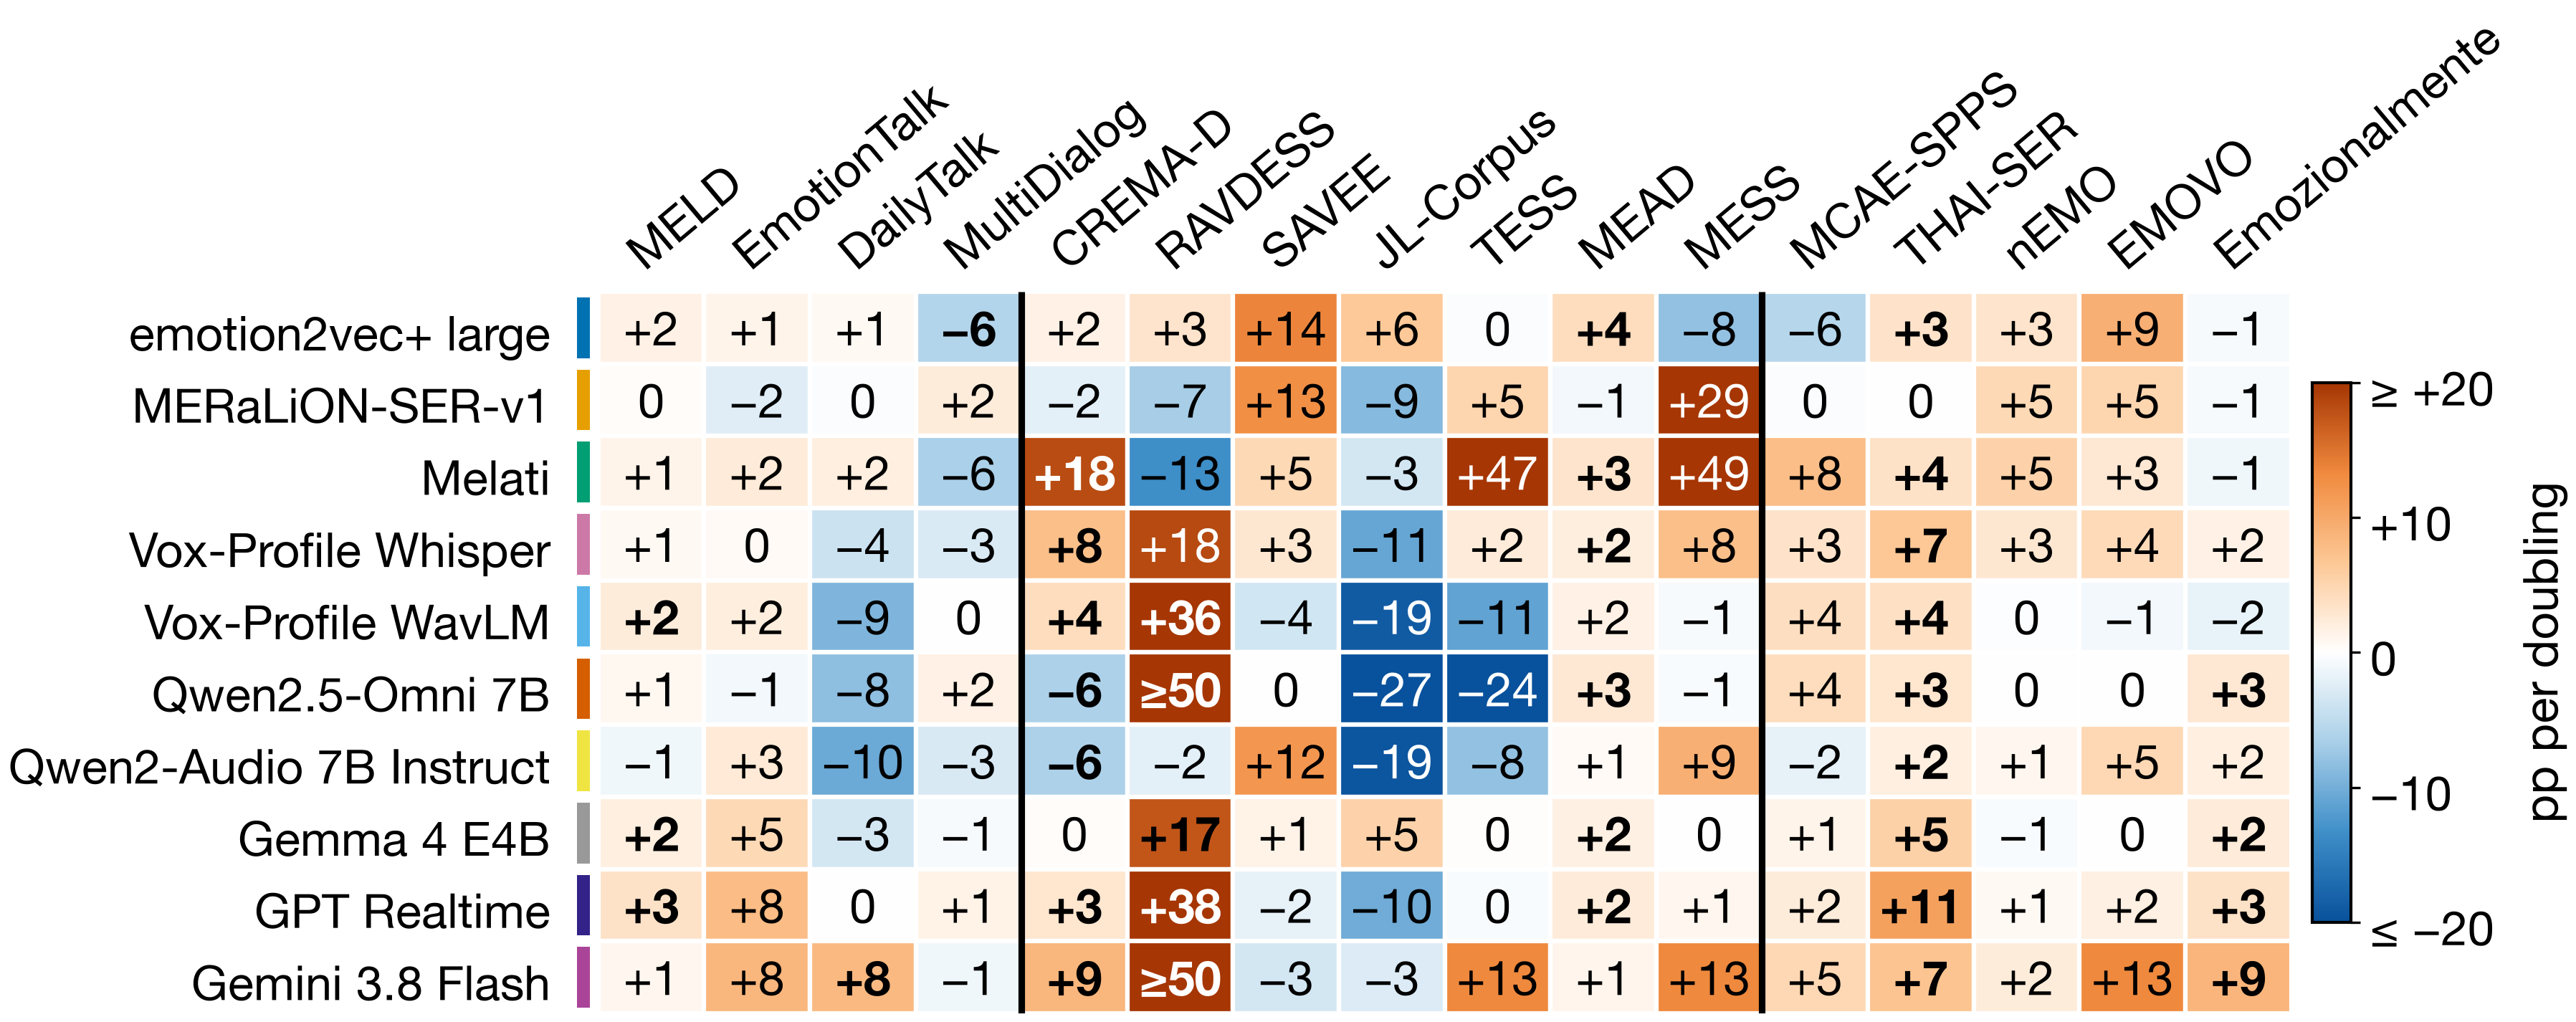 MELD EmotionTalk DailyTalk MultiDialog CREMA-D RAVDESS SAVEE JL-Corpus TESS MEAD MESS MCAE-SPPS THAI-SER nEMO EMOVO Emozionalmente
emotion2vec+ large +2 +1 +1 −6 +2 +3 +14 +6 0 +4 −8 −6 +3 +3 +9 −1
MERaLiON-SER-v1 0 −2 0 +2 −2 −7 +13 −9 +5 −1 +29 0 0 +5 +5 −1
Melati +1 +2 +2 −6 +18 −13 +5 −3 +47 +3 +49 +8 +4 +5 +3 −1
Vox-Profile Whisper +1 0 −4 −3 +8 +18 +3 −11 +2 +2 +8 +3 +7 +3 +4 +2
Vox-Profile WavLM +2 +2 −9 0 +4 +36 −4 −19 −11 +2 −1 +4 +4 0 −1 −2
Qwen2.5-Omni 7B +1 −1 −8 +2 −6 ≥50 0 −27 −24 +3 −1 +4 +3 0 0 +3
Qwen2-Audio 7B Instruct −1 +3 −10 −3 −6 −2 +12 −19 −8 +1 +9 −2 +2 +1 +5 +2
Gemma 4 E4B +2 +5 −3 −1 0 +17 +1 +5 0 +2 0 +1 +5 −1 0 +2
GPT Realtime +3 +8 0 +1 +3 +38 −2 −10 0 +2 +1 +2 +11 +1 +2 +3
Gemini 3.8 Flash +1 +8 +8 −1 +9 ≥50 −3 −3 +13 +1 +13 +5 +7 +2 +13 +9
≥ +20
+10
0
−10
≤ −20
pp per doubling